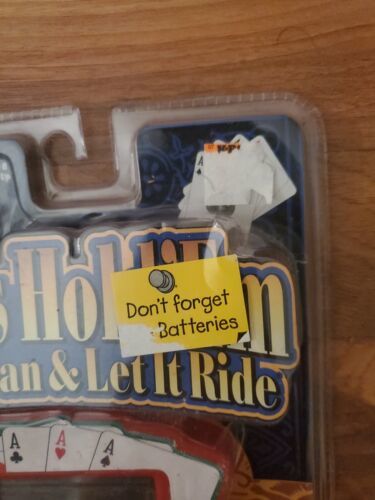 s Hold'Em
Don't forget
Batteries
an & Let It Ride
A
A
A
A